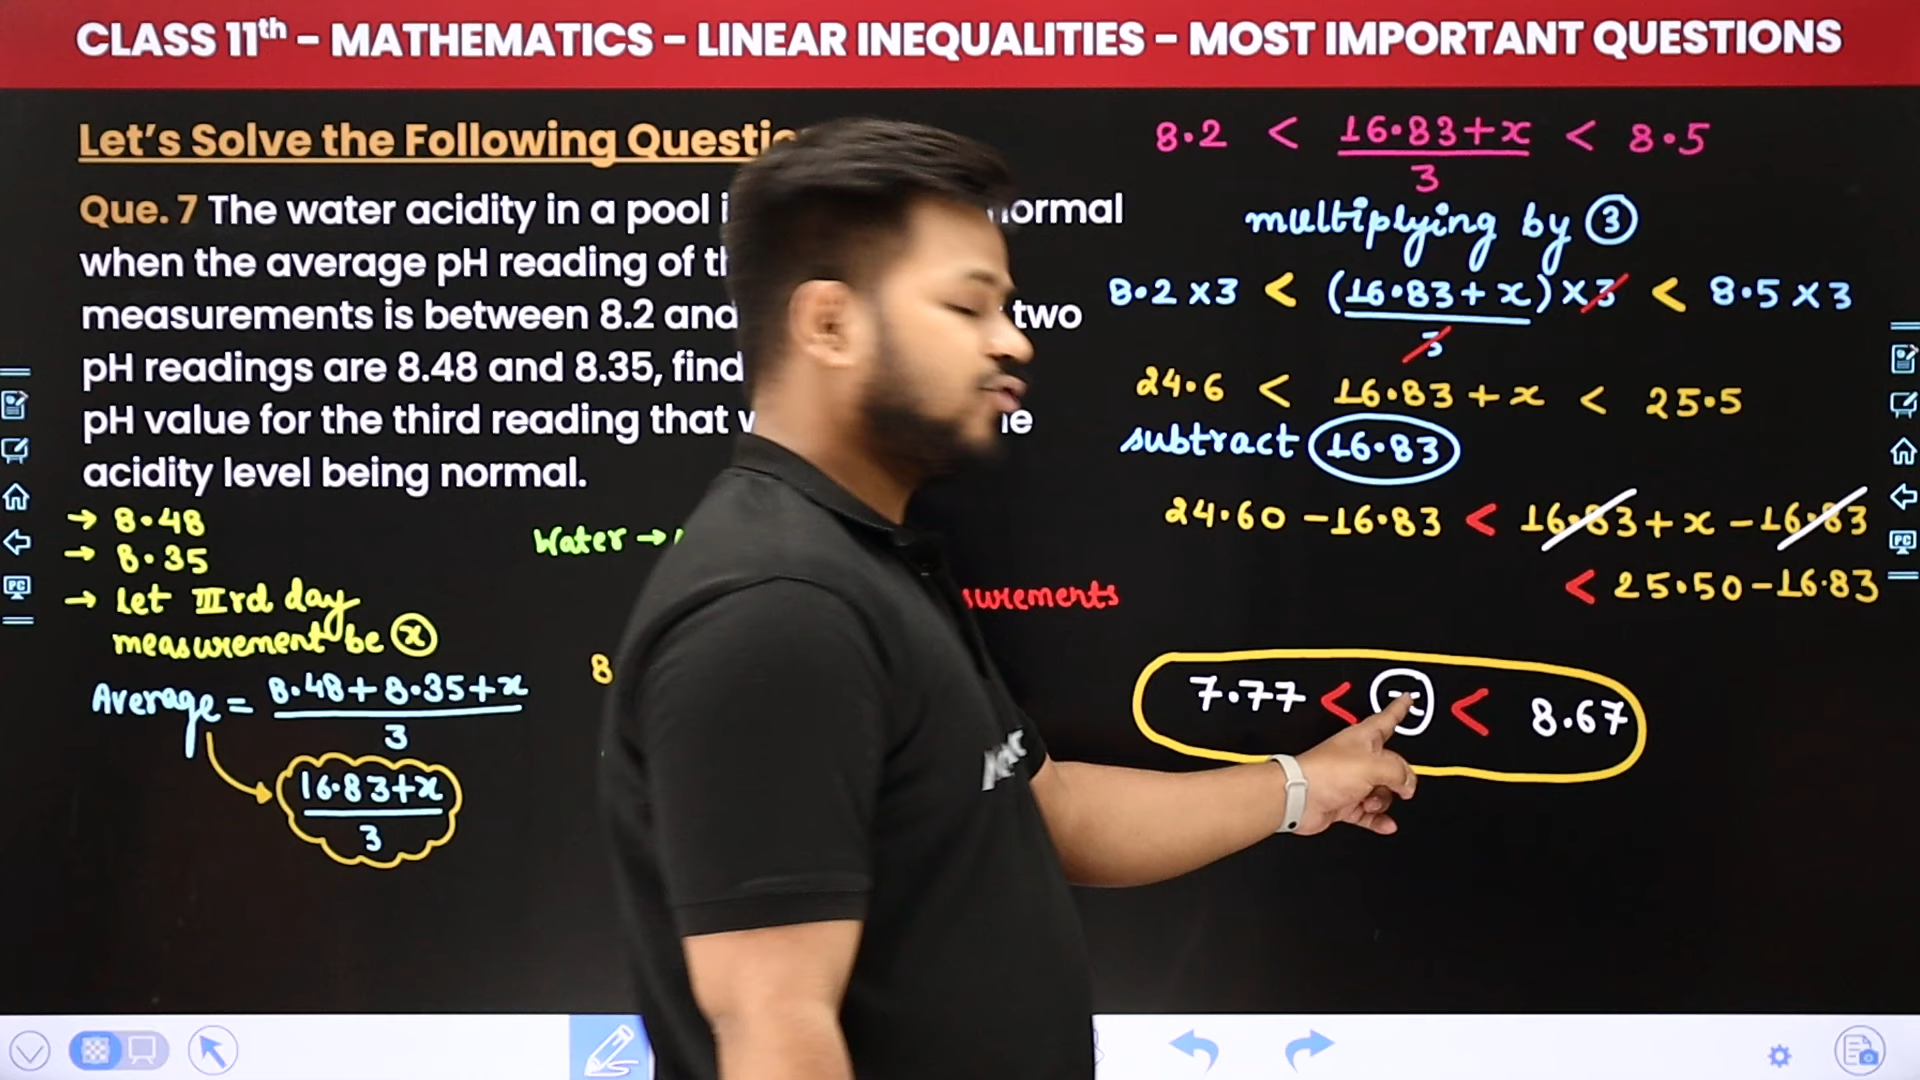 CLASS 11th - MATHEMATICS - LINEAR INEQUALITIES - MOST IMPORTANT QUESTIONS
Let's Solve the Following
Que. 7 The water acidity in a pool
when the average pH reading of
measurements is between 8.2 and two
pH readings are 8.48 and 8.35, find
pH value for the third reading that
acidity level being normal.
→ 8.48
→ 8.35
→ Let IIIrd day
measurement be x
Average = (8.48+8.35+x)/3
(16.83+x)/3
Water →
8
8.2 < (16.83+x)/3 < 8.5
multiplying by 3
8.2×3 < (16.83+x)/3 ×3 < 8.5×3
24.6 < 16.83+x < 25.5
subtract 16.83
24.60 -16.83 < 16.83+x-16.83
< 25.50-16.83
7.77 < x < 8.67
PC
PC